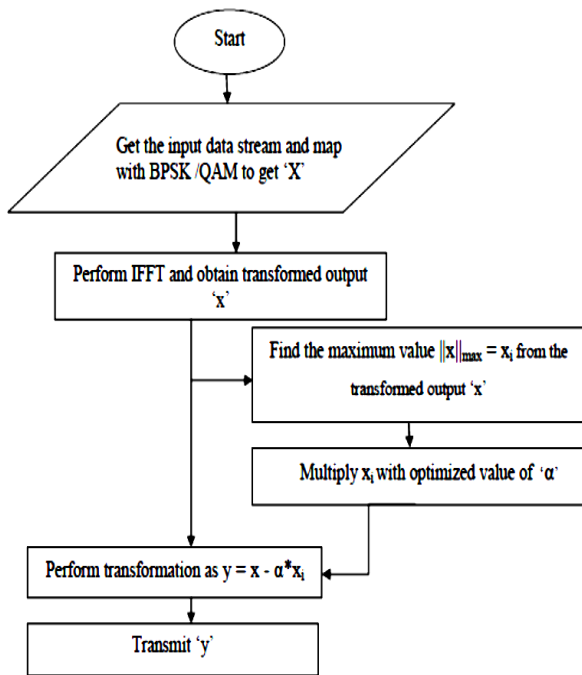 Start
Get the input data stream and map
with BPSK /QAM to get ‘X’
Perform IFFT and obtain transformed output
‘x’
Find the maximum value ||x||max = xi from the
transformed output ‘x’
Multiply xi with optimized value of ‘α’
Perform transformation as y = x - α*xi
Transmit ‘y’